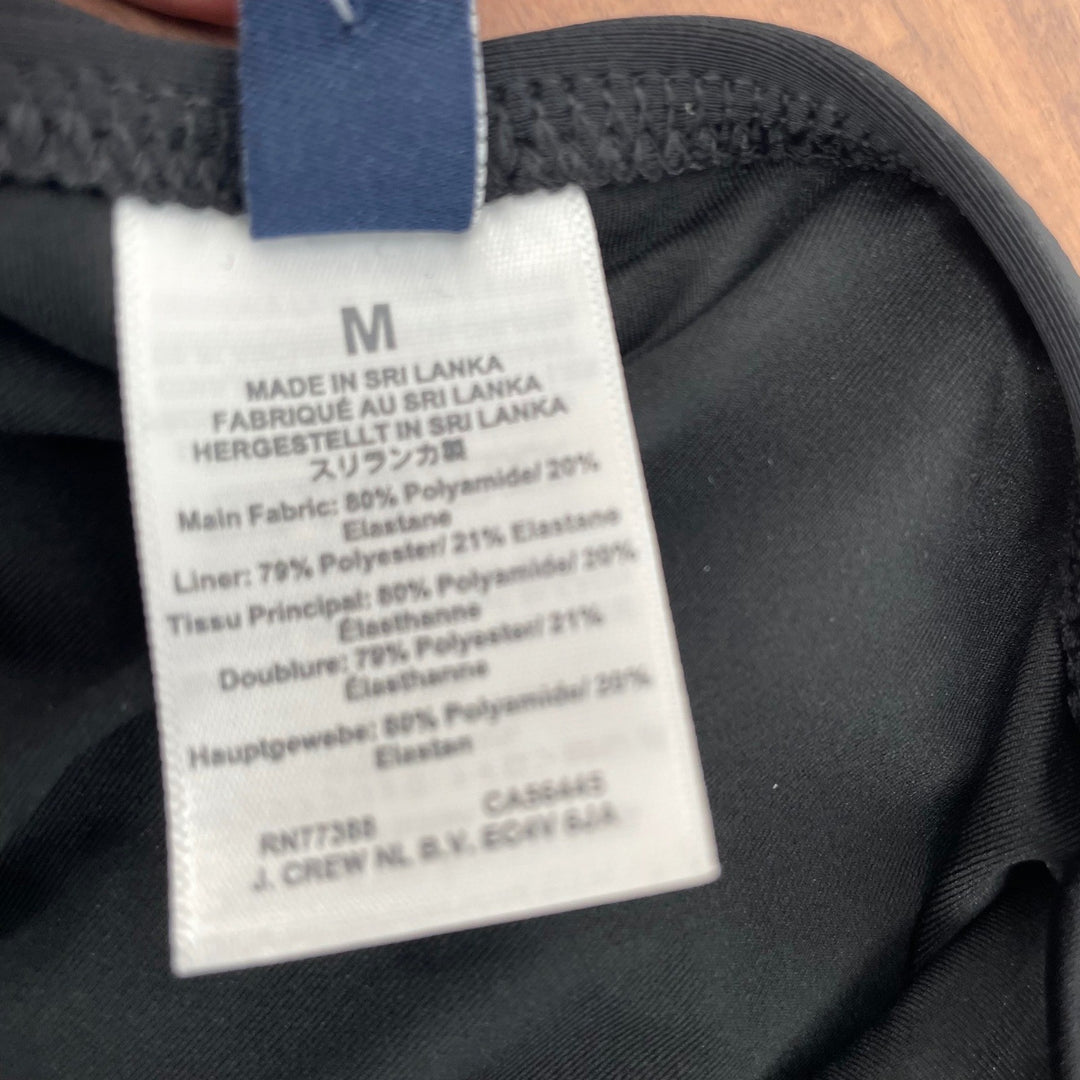 M
MADE IN SRI LANKA
FABRIQUÉ AU SRI LANKA
HERGESTELLT IN SRI LANKA
スリランカ製
Main Fabric: 80% Polyamide/ 20%
Elastane
Liner: 79% Polyester/ 21% Elastane
Tissu Principal: 80% Polyamide/ 20%
Élasthanne
Doublure: 79% Polyester/ 21%
Élasthanne
Hauptgewebe: 80% Polyamide/ 20%
Elastan
RN77388 CA56445
J. CREW NL B.V. EC4V 6JA